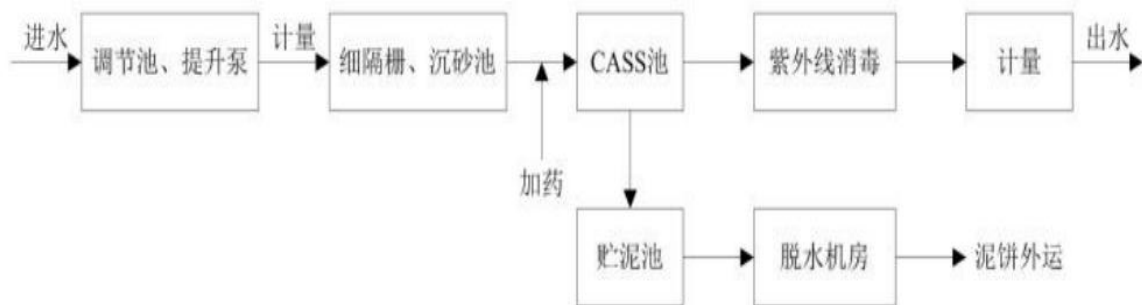 进水
调节池、提升泵
计量
细隔栅、沉砂池
CASS池
紫外线消毒
计量
出水
加药
贮泥池
脱水机房
泥饼外运